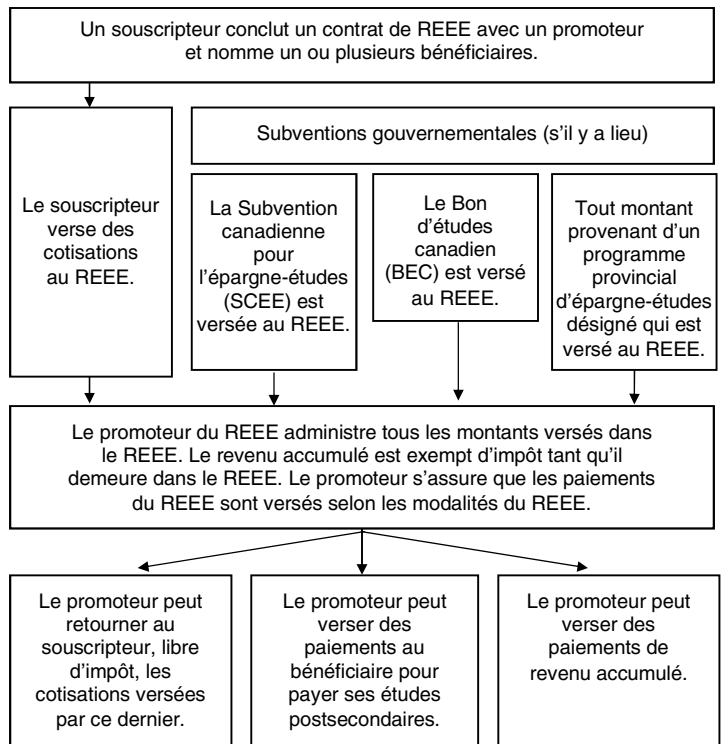 Un souscripteur conclut un contrat de REEE avec un promoteur
et nomme un ou plusieurs bénéficiaires.
Subventions gouvernementales (s'il y a lieu)
Le souscripteur
verse des
cotisations
au REEE.
La Subvention
canadienne
pour
l'épargne-études
(SCEE) est
versée au REEE.
Le Bon
d'études
canadien
(BEC) est versé
au REEE.
Tout montant
provenant d'un
programme
provincial
d'épargne-études
désigné qui est
versé au REEE.
Le promoteur du REEE administre tous les montants versés dans
le REEE. Le revenu accumulé est exempt d'impôt tant qu'il
demeure dans le REEE. Le promoteur s'assure que les paiements
du REEE sont versés selon les modalités du REEE.
Le promoteur peut
retourner au
souscripteur, libre
d'impôt, les
cotisations versées
par ce dernier.
Le promoteur peut
verser des
paiements au
bénéficiaire pour
payer ses études
postsecondaires.
Le promoteur peut
verser des
paiements de
revenu accumulé.